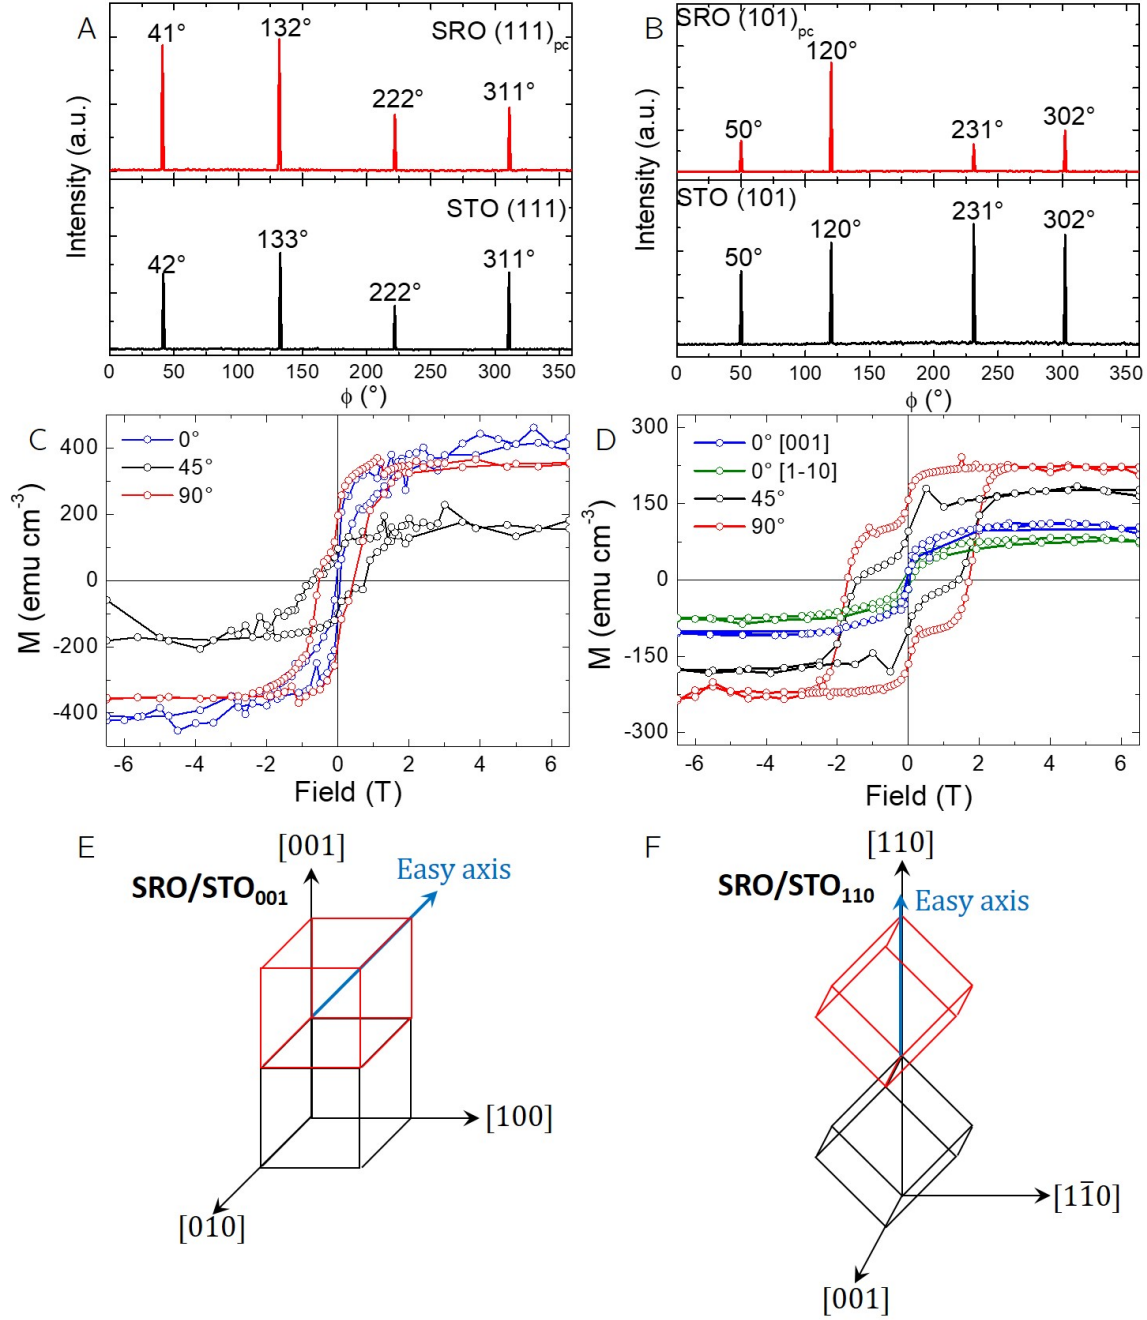 A
41°
132°
SRO (111)pc
222°
311°
STO (111)
42°
133°
222°
311°
Intensity (a.u.)
0 50 100 150 200 250 300 350
ϕ (°)
B
SRO (101)pc
120°
50°
231°
302°
STO (101)
50°
120°
231°
302°
Intensity (a.u.)
0 50 100 150 200 250 300 350
ϕ (°)
C
0°
45°
90°
400
200
0
-200
-400
M (emu cm-3)
-6 -4 -2 0 2 4 6
Field (T)
D
0° [001]
0° [1-10]
45°
90°
300
150
0
-150
-300
M (emu cm-3)
-6 -4 -2 0 2 4 6
Field (T)
E
[001]
SRO/STO001
Easy axis
[100]
[010]
F
[110]
SRO/STO110
Easy axis
[11̄0]
[001]